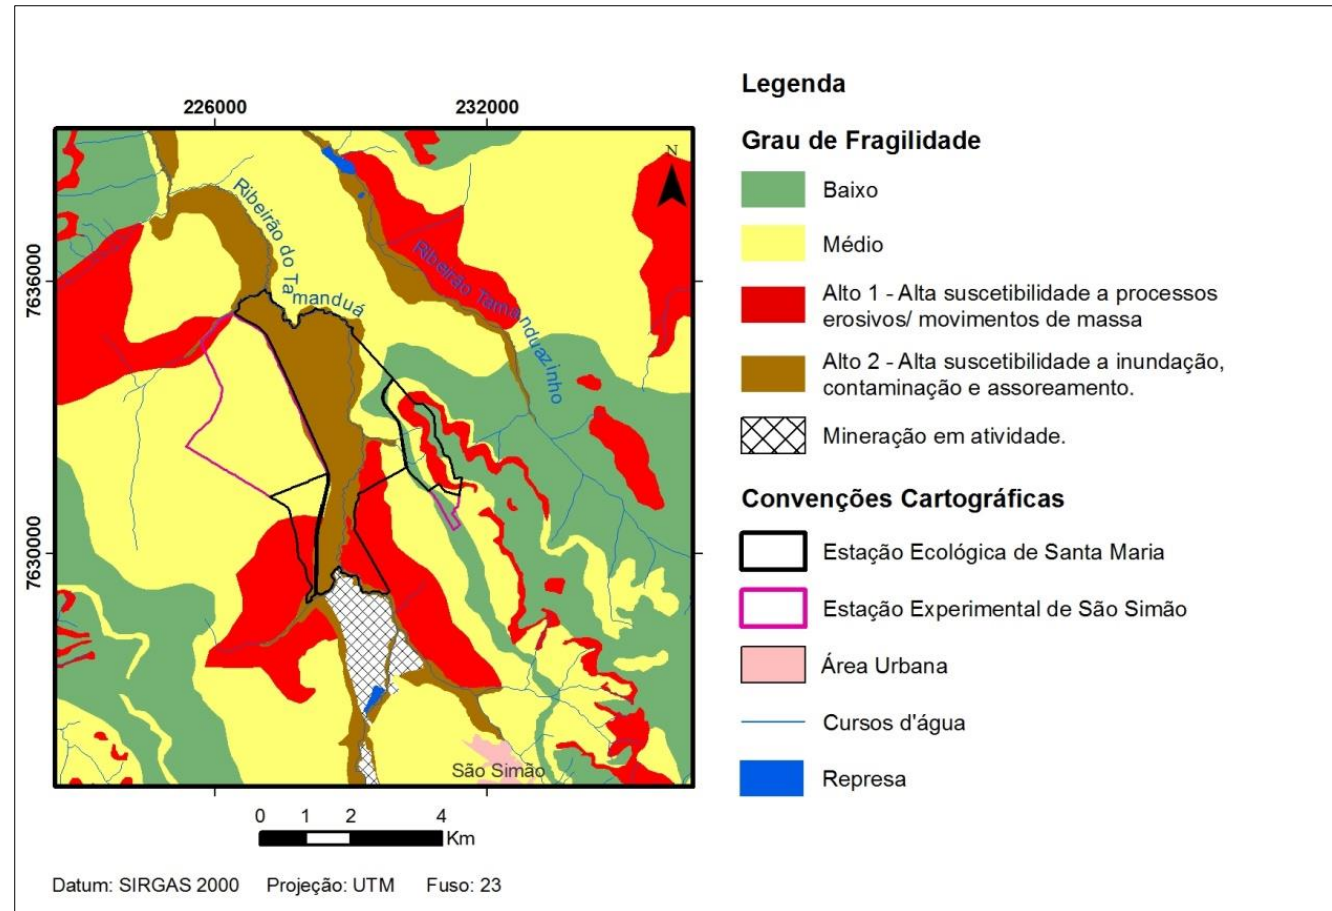 226000
232000
7636000
7630000
N
Ribeirão do Tamanduá
Ribeirão Tamanduazinho
São Simão
0 1 2 4
Km
Datum: SIRGAS 2000 Projeção: UTM Fuso: 23
Legenda
Grau de Fragilidade
Baixo
Médio
Alto 1 - Alta suscetibilidade a processos
erosivos/ movimentos de massa
Alto 2 - Alta suscetibilidade a inundação,
contaminação e assoreamento.
Mineração em atividade.
Convenções Cartográficas
Estação Ecológica de Santa Maria
Estação Experimental de São Simão
Área Urbana
Cursos d'água
Represa